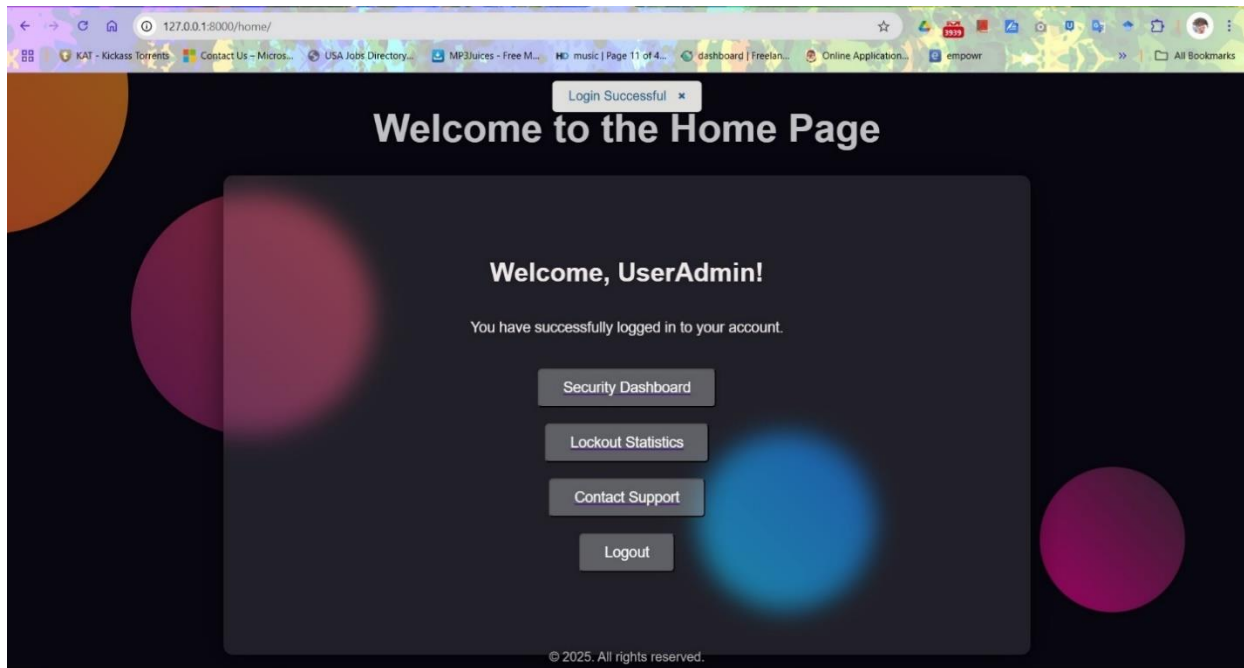 127.0.0.1:8000/home/
3939
KAT - Kickass Torrents Contact Us – Micros... USA Jobs Directory... MP3Juices - Free M... HD music | Page 11 of 4... dashboard | Freelan... Online Application... empowr » All Bookmarks
Login Successful ×
Welcome to the Home Page
Welcome, UserAdmin!
You have successfully logged in to your account.
Security Dashboard
Lockout Statistics
Contact Support
Logout
© 2025. All rights reserved.